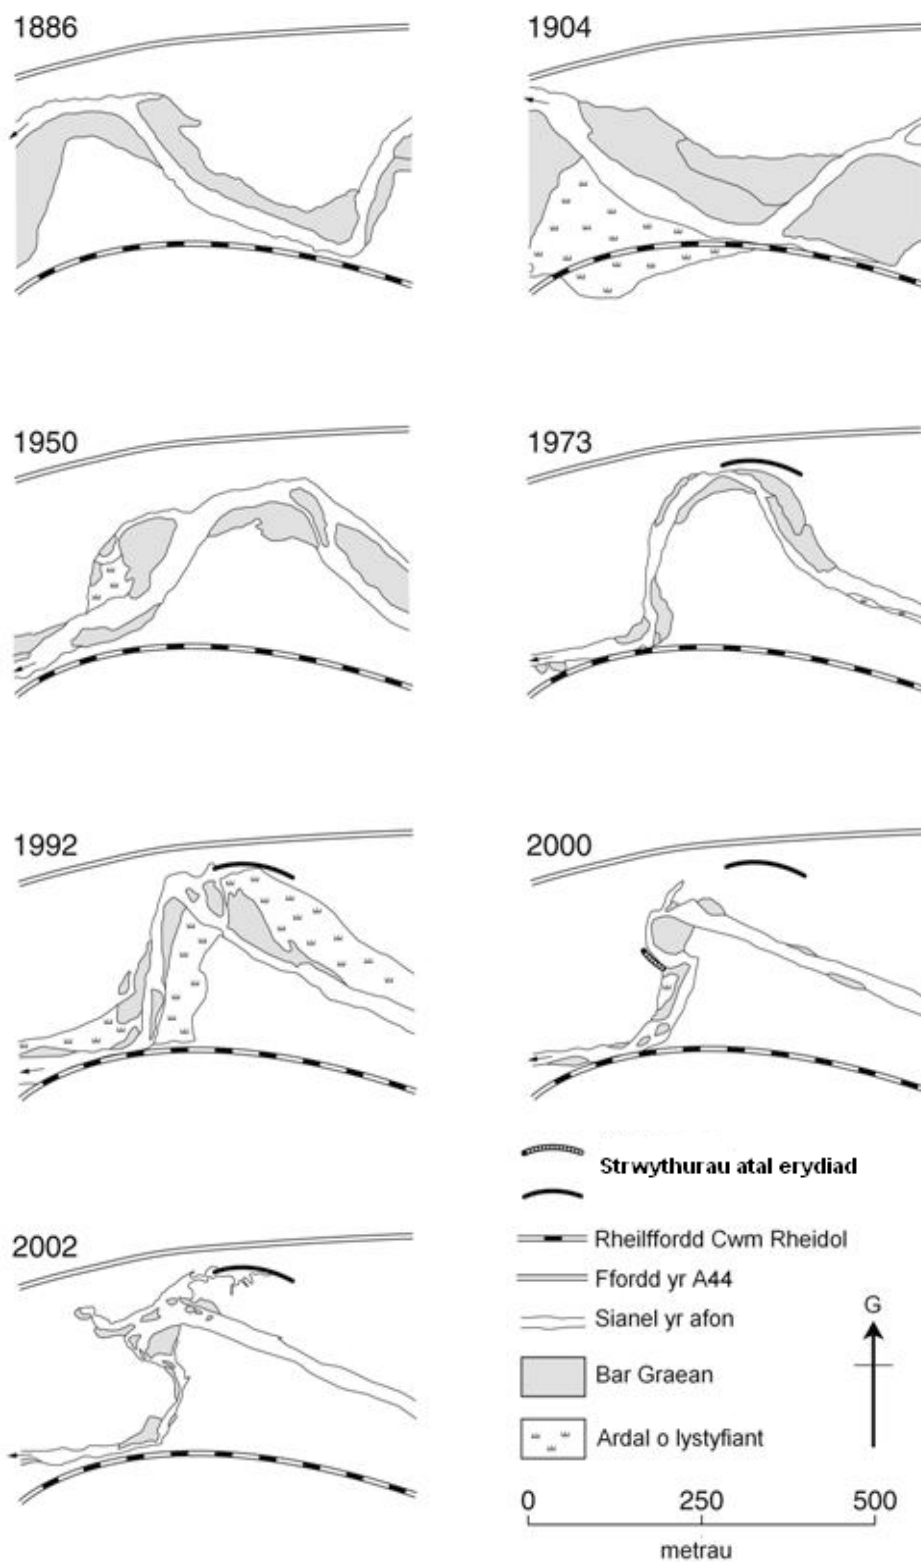 1886
1904
1950
1973
1992
2000
2002
Strwythurau atal erydiad
Rheilffordd Cwm Rheidol
Ffordd yr A44
Sianel yr afon
Bar Graean
Ardal o lystyfiant
G
0 250 500
metrau